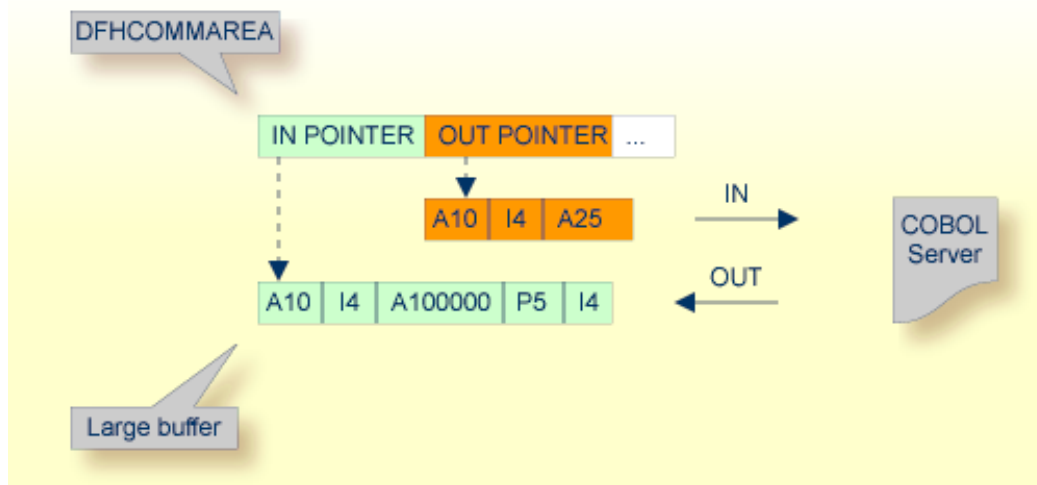 DFHCOMMAREA
IN POINTER OUT POINTER ...
A10 I4 A25
IN
OUT
COBOL
Server
A10 I4 A100000 P5 I4
Large buffer